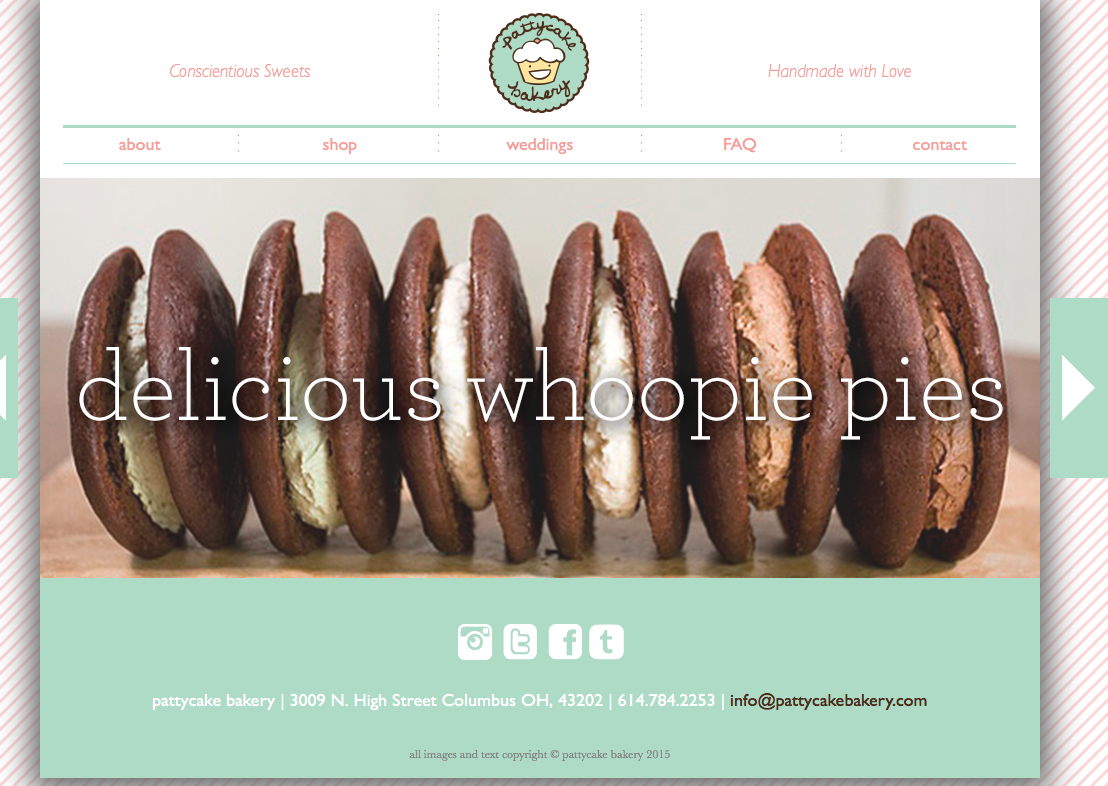 Conscientious Sweets
pattycake
bakery
Handmade with Love
about
shop
weddings
FAQ
contact
delicious whoopie pies
pattycake bakery | 3009 N. High Street Columbus OH, 43202 | 614.784.2253 | info@pattycakebakery.com
all images and text copyright © pattycake bakery 2015